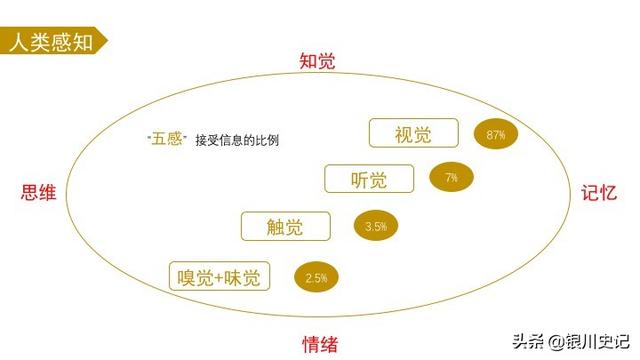 人类感知
知觉
“五感” 接受信息的比例
视觉
87%
听觉
7%
思维
记忆
触觉
3.5%
嗅觉+味觉
2.5%
情绪
头条 @银川史记